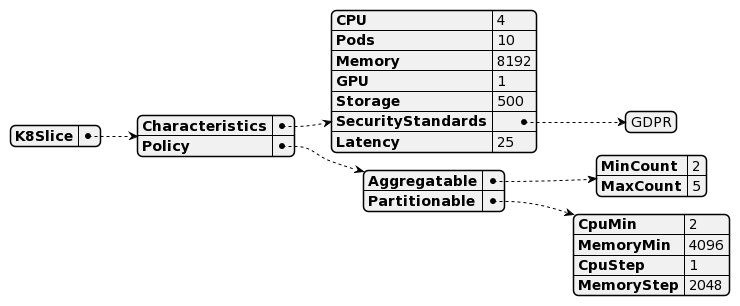 K8Slice
Characteristics
Policy
CPU 4
Pods 10
Memory 8192
GPU 1
Storage 500
SecurityStandards
Latency 25
GDPR
Aggregatable
Partitionable
MinCount 2
MaxCount 5
CpuMin 2
MemoryMin 4096
CpuStep 1
MemoryStep 2048